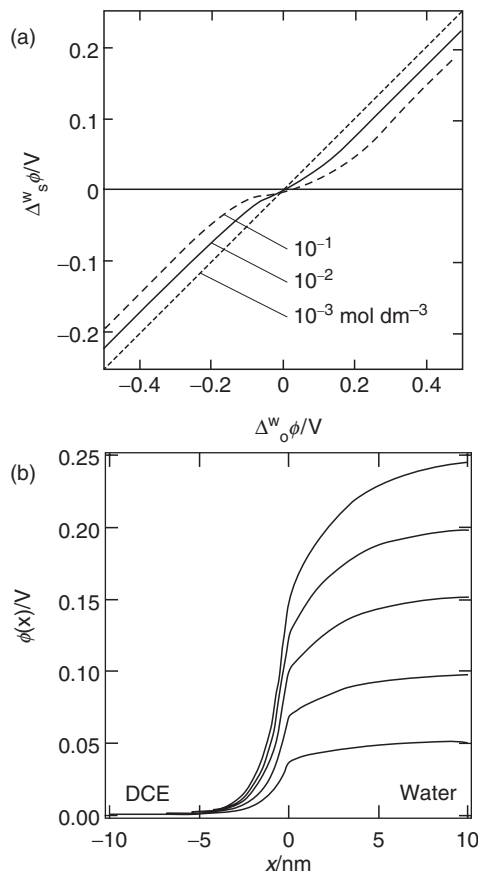 (a)
0.2
0.1
0
−0.1
−0.2
Δʷₛϕ/V
10⁻¹
10⁻²
10⁻³ mol dm⁻³
−0.4 −0.2 0 0.2 0.4
Δʷₒϕ/V
(b)
0.25
0.20
0.15
0.10
0.05
0.00
ϕ(x)/V
DCE Water
−10 −5 0 5 10
x/nm